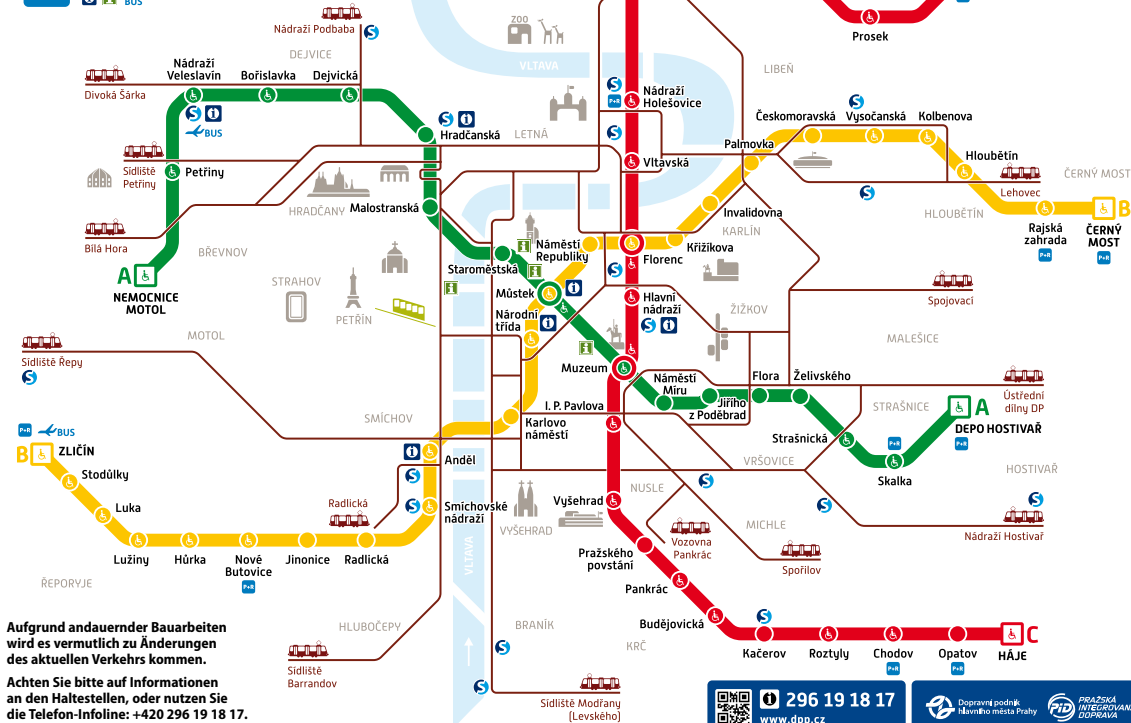 BUS
Prosek
Nádraží Podbaba
S
DEJVICE
ZOO
VLTAVA
LIBEŇ
Nádraží
Veleslavín
Bořislavka
Dejvická
Divoká Šárka
S
i
BUS
S
i
Hradčanská
LETNÁ
S
P+R
Nádraží
Holešovice
S
Vltavská
Českomoravská
S
Vysočanská
Kolbenova
Palmovka
Hloubětín
Sídliště
Petřiny
Petřiny
S
Lehovec
ČERNÝ MOST
HRADČANY
Malostranská
Invalidovna
KARLÍN
HLOUBĚTÍN
Rajská
zahrada
P+R
B
ČERNÝ
MOST
P+R
Bílá Hora
BŘEVNOV
Staroměstská
i
i
i
Náměstí
Republiky
Florenc
S
Křižíkova
A
NEMOCNICE
MOTOL
STRAHOV
PETŘÍN
Můstek
i
Hlavní
nádraží
S
i
ŽIŽKOV
Spojovací
MOTOL
Národní
třída
i
i
MALEŠICE
Sídliště Řepy
S
Muzeum
Náměstí
Míru
Jiřího
z Poděbrad
Flora
Želivského
Ústřední
dílny DP
SMÍCHOV
I. P. Pavlova
STRAŠNICE
A
DEPO HOSTIVAŘ
P+R
Karlovo
náměstí
Strašnická
P+R
Skalka
P+R
BUS
B
ZLIČÍN
i
Anděl
S
VRŠOVICE
HOSTIVAŘ
Stodůlky
Luka
Radlická
S
Smíchovské
nádraží
VYŠEHRAD
Vyšehrad
NUSLE
S
S
S
Nádraží Hostivař
MICHLE
Vozovna
Pankrác
Spořilov
Lužiny
Hůrka
Nové
Butovice
P+R
Jinonice
Radlická
VLTAVA
Pražského
povstání
Pankrác
ŘEPORYJE
Budějovická
HLUBOČEPY
BRANÍK
KRČ
S
S
Kačerov
Roztyly
Chodov
P+R
Opatov
P+R
C
HÁJE
Sídliště
Barrandov
S
Sídliště Modřany
(Levského)
Aufgrund andauernder Bauarbeiten
wird es vermutlich zu Änderungen
des aktuellen Verkehrs kommen.
Achten Sie bitte auf Informationen
an den Haltestellen, oder nutzen Sie
die Telefon-Infoline: +420 296 19 18 17.
i 296 19 18 17
www.dpp.cz
Dopravní podnik
hlavního města Prahy
PID
PRAŽSKÁ
INTEGROVANÁ
DOPRAVA